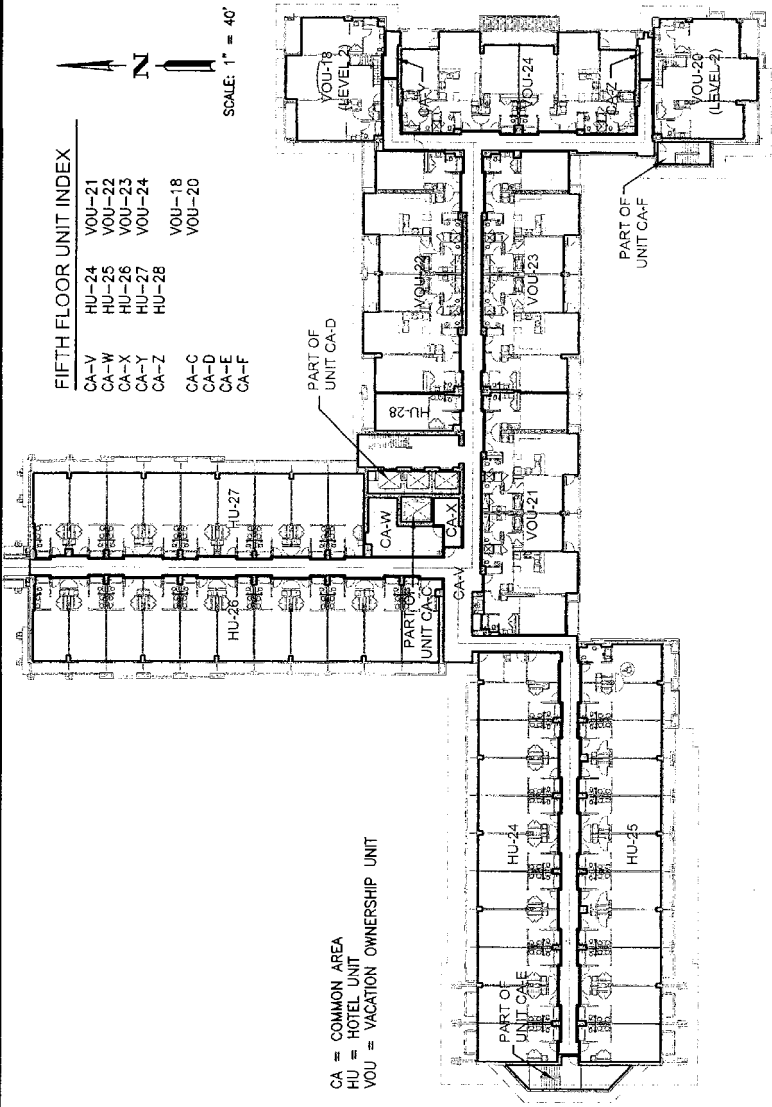 FIFTH FLOOR UNIT INDEX
CA-V HU-24 VOU-21
CA-W HU-25 VOU-22
CA-X HU-26 VOU-23
CA-Y HU-27 VOU-24
CA-Z HU-28
CA-C VOU-18
CA-D VOU-20
CA-E
CA-F
N
SCALE: 1" = 40'
CA = COMMON AREA
HU = HOTEL UNIT
VOU = VACATION OWNERSHIP UNIT
VOU-18
(LEVEL-2)
CA-Y
VOU-24
CA-Z
VOU-20
(LEVEL-2)
PART OF
UNIT CA-F
VOU-22
VOU-23
PART OF
UNIT CA-D
HU-28
HU-27
CA-W
CA-X
VOU-21
CA-V
HU-26
PART OF
UNIT CA-C
HU-24
HU-25
PART OF
UNIT CA-E